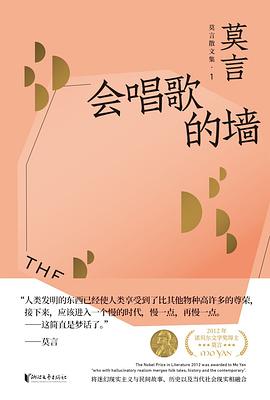 莫言
莫言散文集·1
会唱歌
的墙
THE
“人类发明的东西已经使人类享受到了比其他物种高许多的尊荣,
接下来,应该进入一个慢的时代,慢一点,再慢一点。
——这简直是梦话了。”
——莫言
2012年
诺贝尔文学奖得主
莫言
MO YAN
The Nobel Prize in Literature 2012 was awarded to Mo Yan
"who with hallucinatory realism merges folk tales, history and the contemporary".
将迷幻现实主义与民间故事、历史以及当代社会现实相融合
浙江文艺出版社